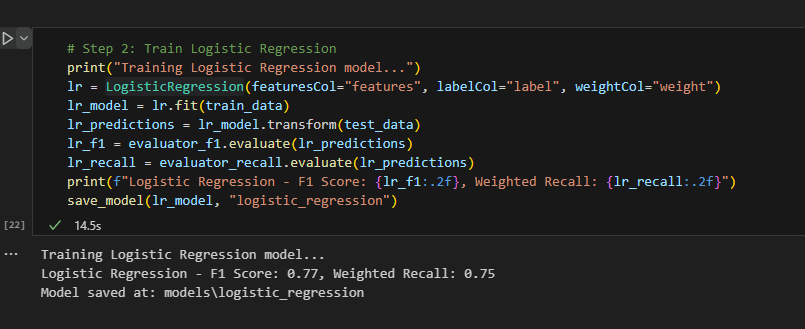 # Step 2: Train Logistic Regression
print("Training Logistic Regression model...")
lr = LogisticRegression(featuresCol="features", labelCol="label", weightCol="weight")
lr_model = lr.fit(train_data)
lr_predictions = lr_model.transform(test_data)
lr_f1 = evaluator_f1.evaluate(lr_predictions)
lr_recall = evaluator_recall.evaluate(lr_predictions)
print(f"Logistic Regression - F1 Score: {lr_f1:.2f}, Weighted Recall: {lr_recall:.2f}")
save_model(lr_model, "logistic_regression")
[22] 14.5s
Training Logistic Regression model...
Logistic Regression - F1 Score: 0.77, Weighted Recall: 0.75
Model saved at: models\logistic_regression